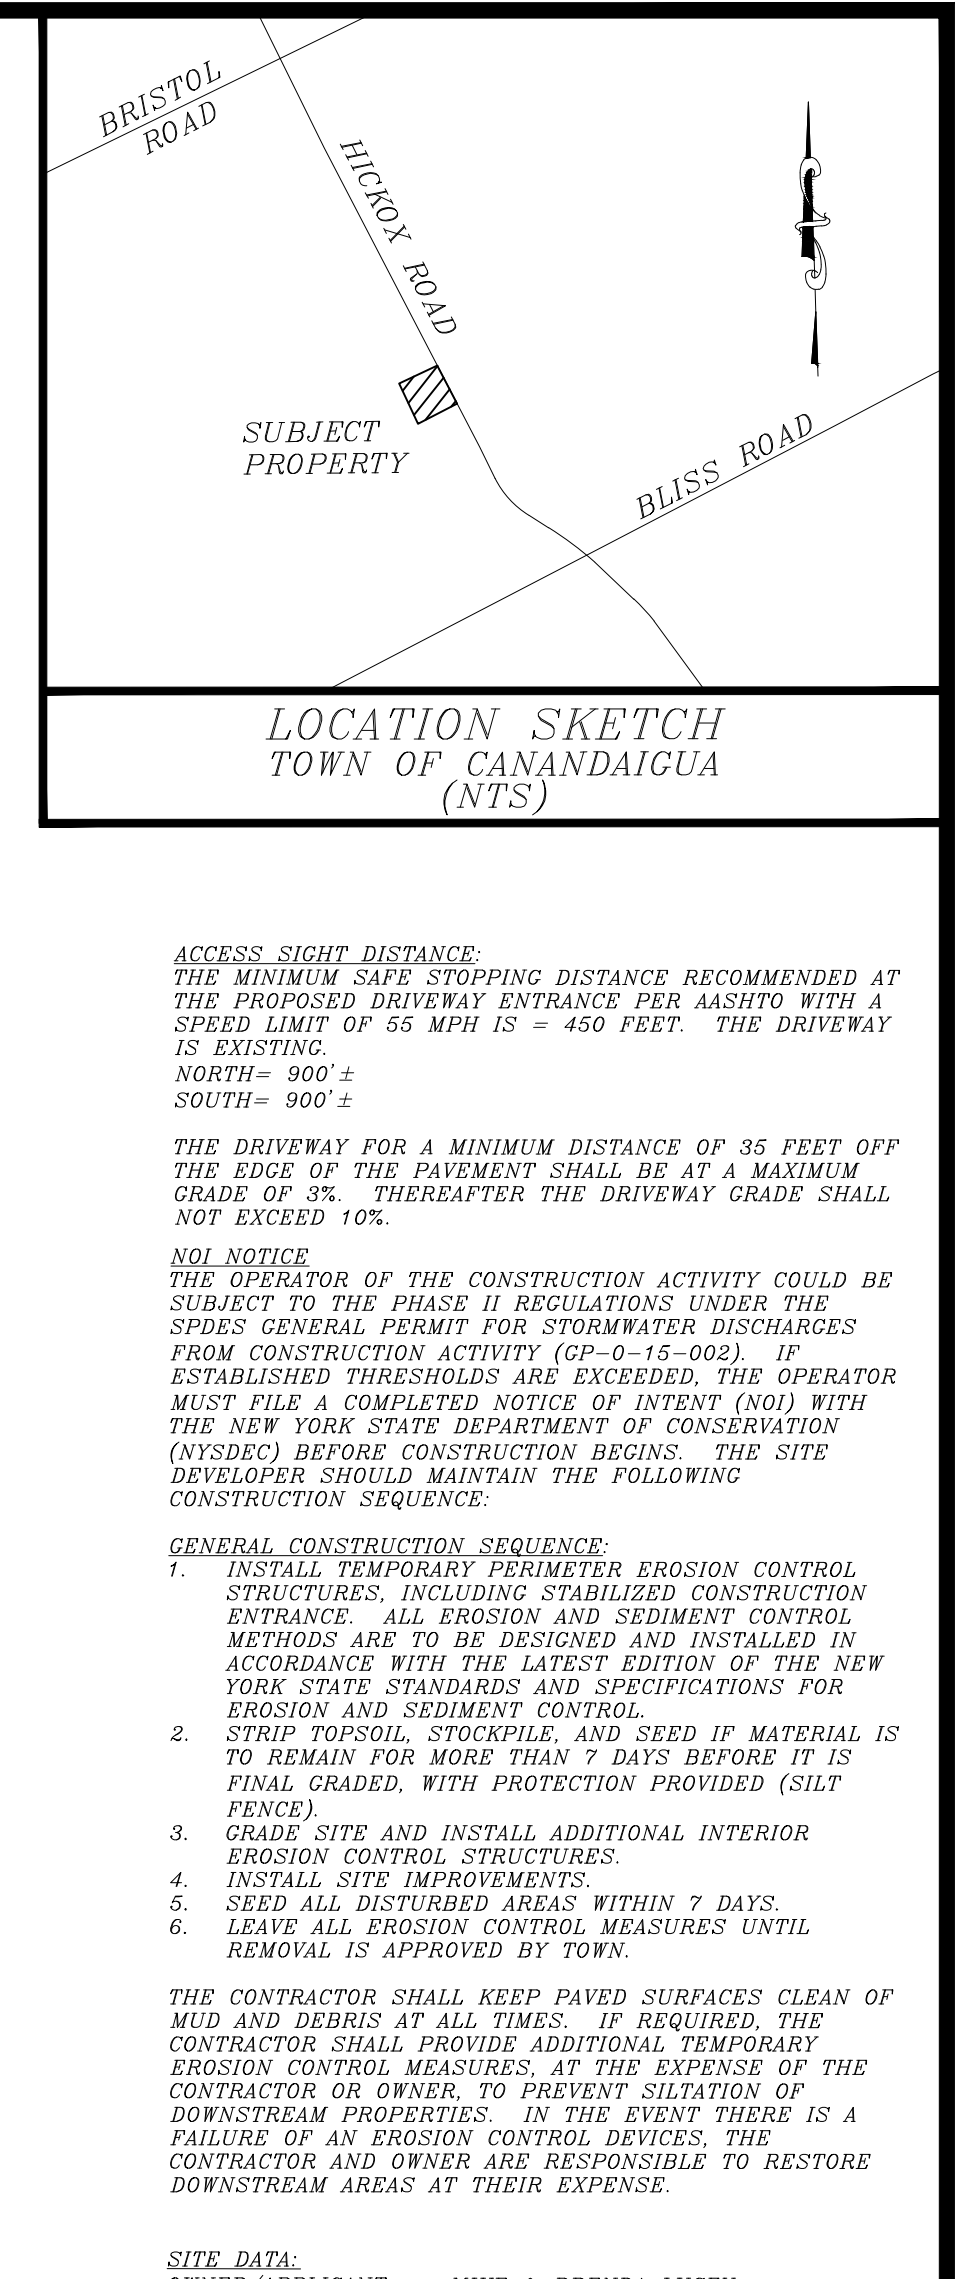 BRISTOL
ROAD
HICKOX ROAD
SUBJECT
PROPERTY
BLISS ROAD
LOCATION SKETCH
TOWN OF CANANDAIGUA
(NTS)
ACCESS SIGHT DISTANCE:
THE MINIMUM SAFE STOPPING DISTANCE RECOMMENDED AT
THE PROPOSED DRIVEWAY ENTRANCE PER AASHTO WITH A
SPEED LIMIT OF 55 MPH IS = 450 FEET. THE DRIVEWAY
IS EXISTING.
NORTH= 900'±
SOUTH= 900'±
THE DRIVEWAY FOR A MINIMUM DISTANCE OF 35 FEET OFF
THE EDGE OF THE PAVEMENT SHALL BE AT A MAXIMUM
GRADE OF 3%. THEREAFTER THE DRIVEWAY GRADE SHALL
NOT EXCEED 10%.
NOI NOTICE
THE OPERATOR OF THE CONSTRUCTION ACTIVITY COULD BE
SUBJECT TO THE PHASE II REGULATIONS UNDER THE
SPDES GENERAL PERMIT FOR STORMWATER DISCHARGES
FROM CONSTRUCTION ACTIVITY (GP-0-15-002). IF
ESTABLISHED THRESHOLDS ARE EXCEEDED, THE OPERATOR
MUST FILE A COMPLETED NOTICE OF INTENT (NOI) WITH
THE NEW YORK STATE DEPARTMENT OF CONSERVATION
(NYSDEC) BEFORE CONSTRUCTION BEGINS. THE SITE
DEVELOPER SHOULD MAINTAIN THE FOLLOWING
CONSTRUCTION SEQUENCE:
GENERAL CONSTRUCTION SEQUENCE:
1. INSTALL TEMPORARY PERIMETER EROSION CONTROL
STRUCTURES, INCLUDING STABILIZED CONSTRUCTION
ENTRANCE. ALL EROSION AND SEDIMENT CONTROL
METHODS ARE TO BE DESIGNED AND INSTALLED IN
ACCORDANCE WITH THE LATEST EDITION OF THE NEW
YORK STATE STANDARDS AND SPECIFICATIONS FOR
EROSION AND SEDIMENT CONTROL.
2. STRIP TOPSOIL, STOCKPILE, AND SEED IF MATERIAL IS
TO REMAIN FOR MORE THAN 7 DAYS BEFORE IT IS
FINAL GRADED, WITH PROTECTION PROVIDED (SILT
FENCE).
3. GRADE SITE AND INSTALL ADDITIONAL INTERIOR
EROSION CONTROL STRUCTURES.
4. INSTALL SITE IMPROVEMENTS.
5. SEED ALL DISTURBED AREAS WITHIN 7 DAYS.
6. LEAVE ALL EROSION CONTROL MEASURES UNTIL
REMOVAL IS APPROVED BY TOWN.
THE CONTRACTOR SHALL KEEP PAVED SURFACES CLEAN OF
MUD AND DEBRIS AT ALL TIMES. IF REQUIRED, THE
CONTRACTOR SHALL PROVIDE ADDITIONAL TEMPORARY
EROSION CONTROL MEASURES, AT THE EXPENSE OF THE
CONTRACTOR OR OWNER, TO PREVENT SILTATION OF
DOWNSTREAM PROPERTIES. IN THE EVENT THERE IS A
FAILURE OF AN EROSION CONTROL DEVICES, THE
CONTRACTOR AND OWNER ARE RESPONSIBLE TO RESTORE
DOWNSTREAM AREAS AT THEIR EXPENSE.
SITE DATA: